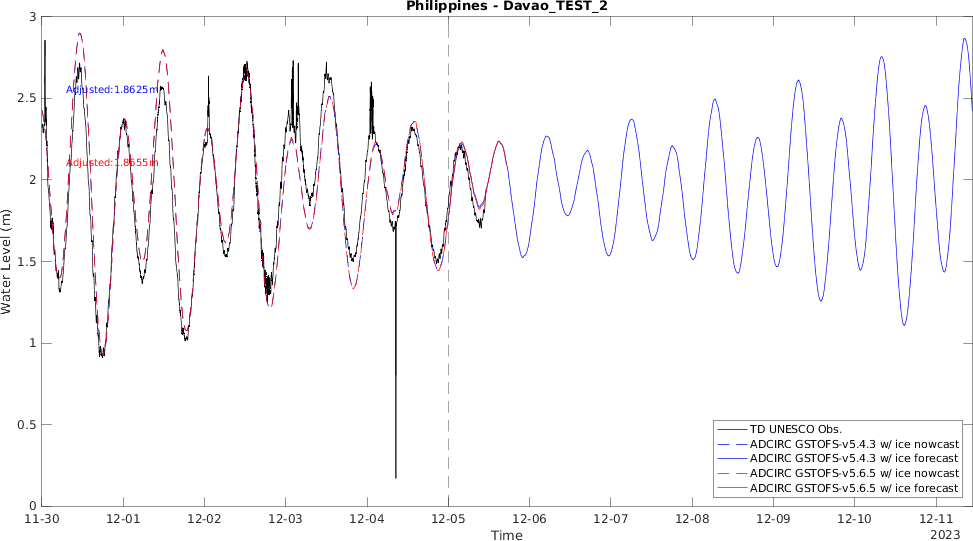 Philippines - Davao_TEST_2
3
2.5
2
1.5
1
0.5
0
Water Level (m)
Adjusted:1.8625m
Adjusted:1.8655m
TD UNESCO Obs.
ADCIRC GSTOFS-v5.4.3 w/ ice nowcast
ADCIRC GSTOFS-v5.4.3 w/ ice forecast
ADCIRC GSTOFS-v5.6.5 w/ ice nowcast
ADCIRC GSTOFS-v5.6.5 w/ ice forecast
11-30 12-01 12-02 12-03 12-04 12-05 12-06 12-07 12-08 12-09 12-10 12-11
Time 2023